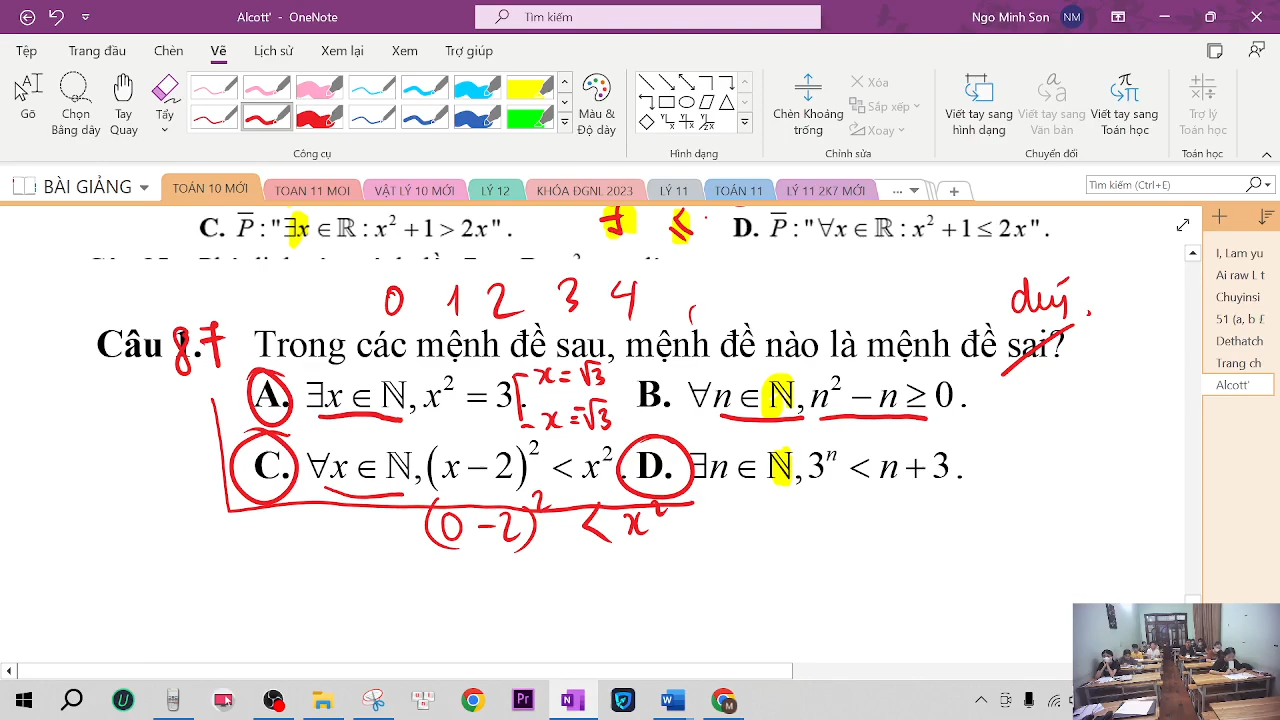 Alcott' - OneNote
Tìm kiếm
Ngo Minh Son NM
Tệp Trang đầu Chèn Vẽ Lịch sử Xem lại Xem Trợ giúp
Gõ Chọn Bằng dây Tay Quay Tẩy Màu & Độ dày Chèn Khoảng trống Xóa Sắp xếp Xoay Viết tay sang hình dạng Viết tay sang Văn bản Viết tay sang Toán học Trợ lý Toán học
Công cụ Hình dạng Chỉnh sửa Chuyển đổi Toán học
BÀI GIẢNG TOÁN 10 MỚI TOAN 11 MOI VẬT LÝ 10 MỚI LÝ 12 KHÓA DGNL 2023 LÝ 11 TOÁN 11 LÝ 11 2K7 MỚI ... Tìm kiếm (Ctrl+E)
C. P̅ : "∃x ∈ ℝ : x² + 1 > 2x". ≤ D. P̅ : "∀x ∈ ℝ : x² + 1 ≤ 2x".
0 1 2 3 4
Câu 1. 87 Trong các mệnh đề sau, mệnh đề nào là mệnh đề sai?
A. ∃x ∈ ℕ, x² = 3. x = √3 x = -√3 B. ∀n ∈ ℕ, n² − n ≥ 0.
C. ∀x ∈ ℕ, (x − 2)² < x². D. ∃n ∈ ℕ, 3ⁿ < n + 3.
(0 − 2)² < x²
I, Lam yu
Ai raw L t
Chuyinsi
51 (a, b £
Dethatch
Trang ch
Alcott'